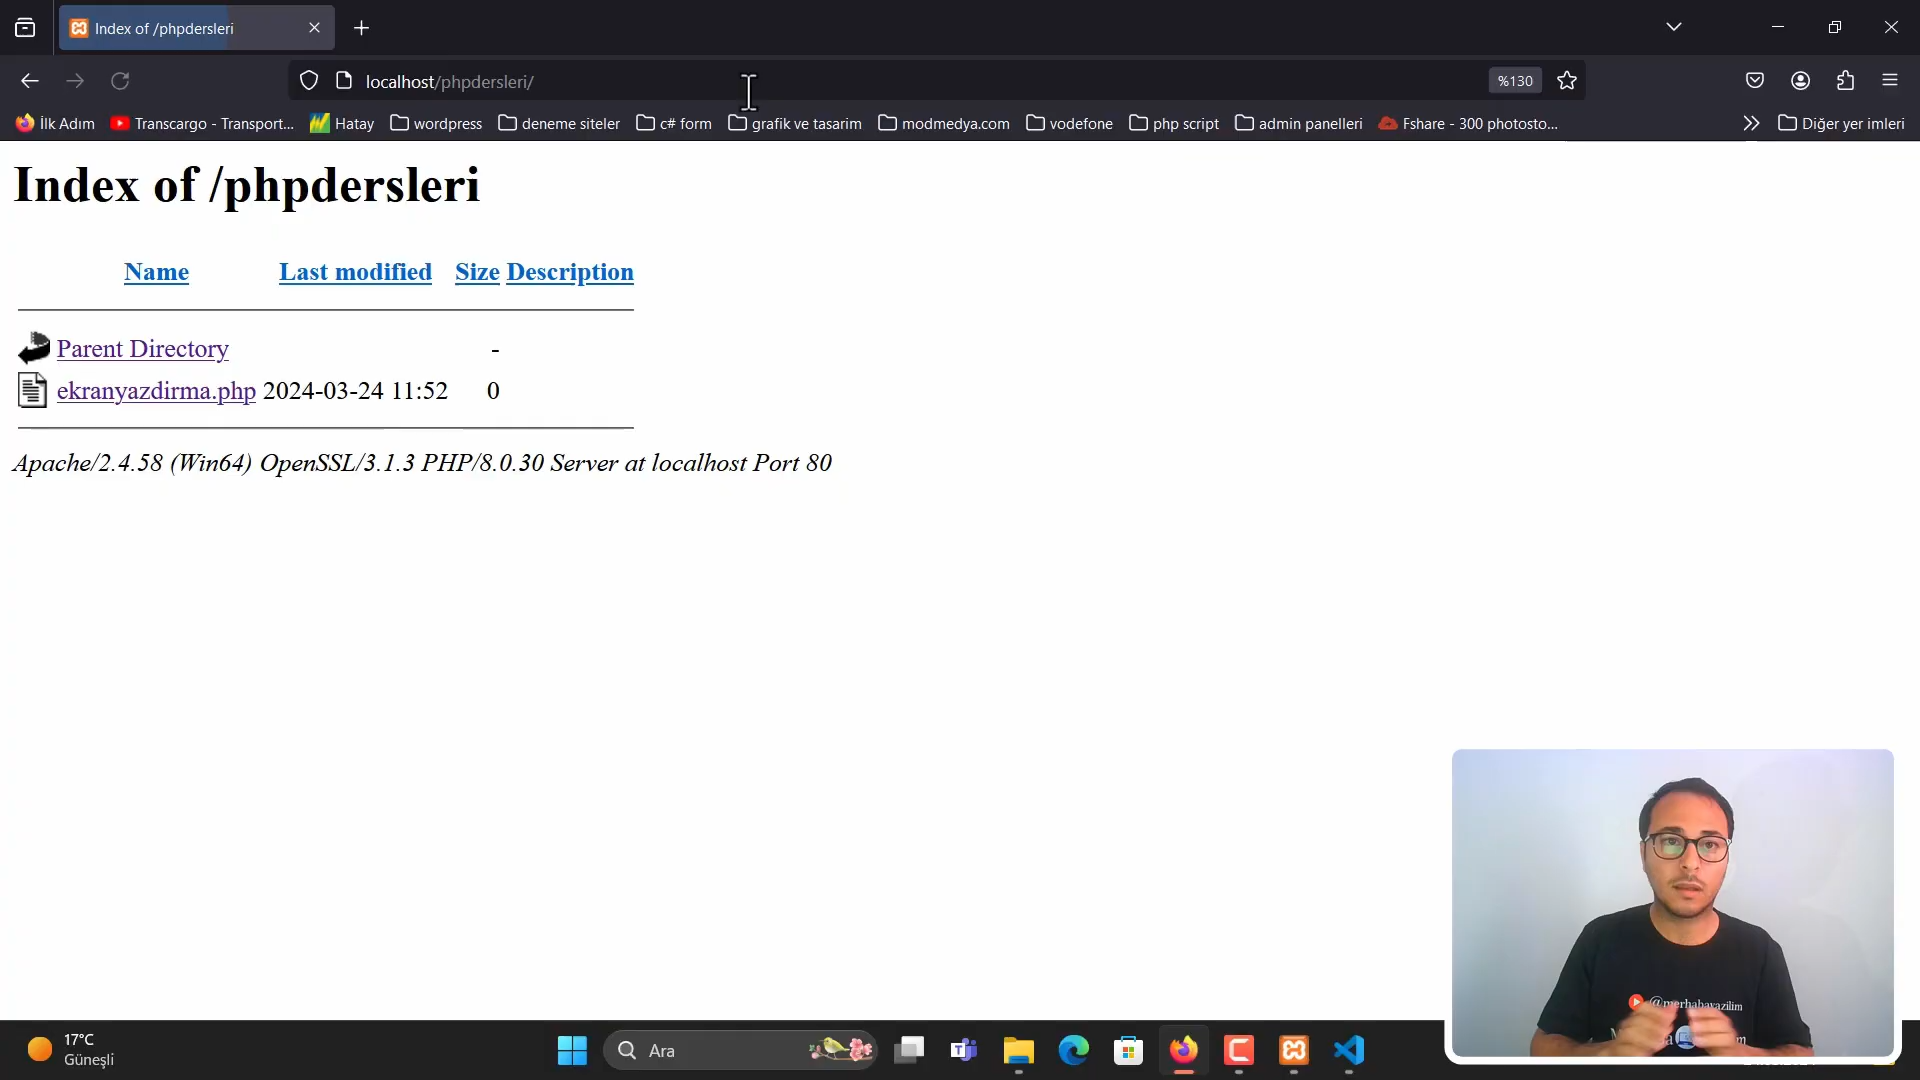 Index of /phpdersleri
localhost/phpdersleri/
%130
İlk Adım
Transcargo - Transport...
Hatay
wordpress
deneme siteler
c# form
grafik ve tasarim
modmedya.com
vodefone
php script
admin panelleri
Fshare - 300 photosto...
Diğer yer imleri
Index of /phpdersleri
Name Last modified Size Description
Parent Directory -
ekranyazdirma.php 2024-03-24 11:52 0
Apache/2.4.58 (Win64) OpenSSL/3.1.3 PHP/8.0.30 Server at localhost Port 80
@merhabayazilim
17°C
Güneşli
Ara